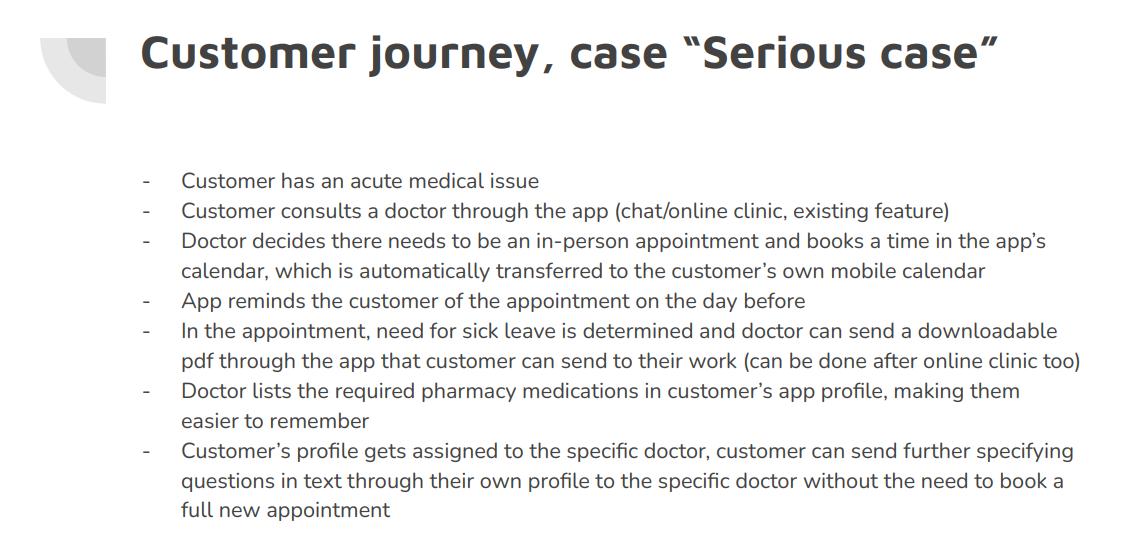 Customer journey, case “Serious case”
- Customer has an acute medical issue
- Customer consults a doctor through the app (chat/online clinic, existing feature)
- Doctor decides there needs to be an in-person appointment and books a time in the app’s
calendar, which is automatically transferred to the customer’s own mobile calendar
- App reminds the customer of the appointment on the day before
- In the appointment, need for sick leave is determined and doctor can send a downloadable
pdf through the app that customer can send to their work (can be done after online clinic too)
- Doctor lists the required pharmacy medications in customer’s app profile, making them
easier to remember
- Customer’s profile gets assigned to the specific doctor, customer can send further specifying
questions in text through their own profile to the specific doctor without the need to book a
full new appointment